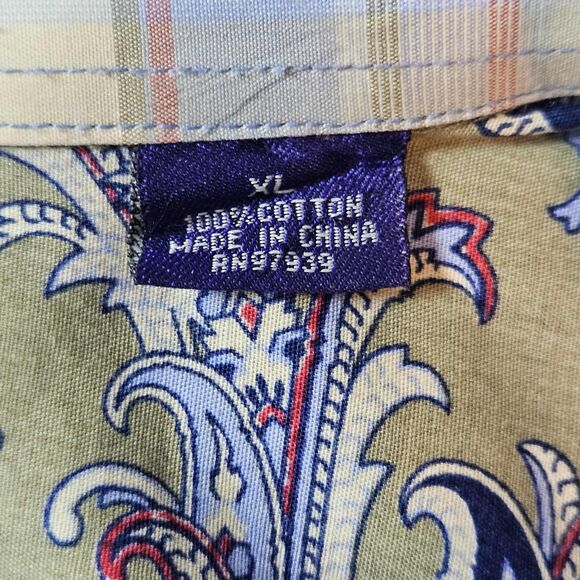 XL
100% COTTON
MADE IN CHINA
RN97939